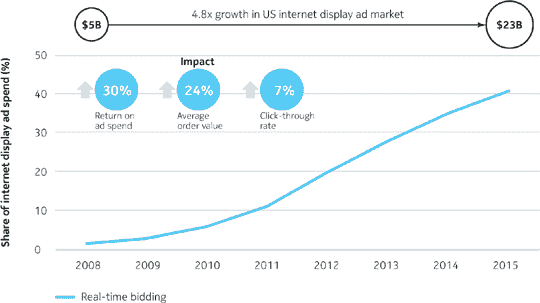 4.8x growth in US internet display ad market
$5B
$23B
Share of internet display ad spend (%)
50
40
30
20
10
0
Impact
30%
24%
7%
Return on
ad spend
Average
order value
Click-through
rate
2008 2009 2010 2011 2012 2013 2014 2015
Real-time bidding